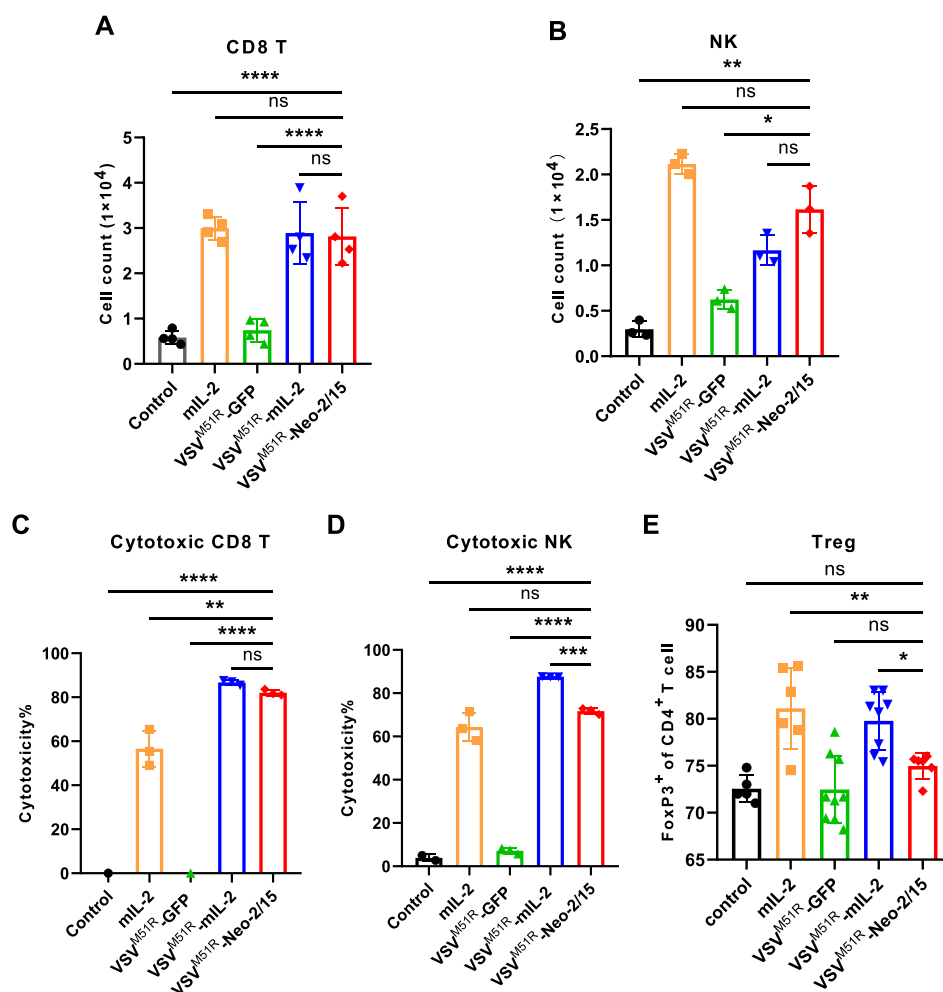 A
CD8 T
****
ns
****
ns
Cell count (1×10⁴)
5
4
3
2
1
0
Control
mIL-2
VSVᴹ⁵¹ᴿ-GFP
VSVᴹ⁵¹ᴿ-mIL-2
VSVᴹ⁵¹ᴿ-Neo-2/15
B
NK
**
ns
*
ns
Cell count (1×10⁴)
2.5
2.0
1.5
1.0
0.5
0.0
Control
mIL-2
VSVᴹ⁵¹ᴿ-GFP
VSVᴹ⁵¹ᴿ-mIL-2
VSVᴹ⁵¹ᴿ-Neo-2/15
C
Cytotoxic CD8 T
****
**
****
ns
Cytotoxicity%
100
80
60
40
20
0
Control
mIL-2
VSVᴹ⁵¹ᴿ-GFP
VSVᴹ⁵¹ᴿ-mIL-2
VSVᴹ⁵¹ᴿ-Neo-2/15
D
Cytotoxic NK
****
ns
****
***
Cytotoxicity%
100
80
60
40
20
0
Control
mIL-2
VSVᴹ⁵¹ᴿ-GFP
VSVᴹ⁵¹ᴿ-mIL-2
VSVᴹ⁵¹ᴿ-Neo-2/15
E
Treg
ns
**
ns
*
FoxP3⁺ of CD4⁺ T cell
90
85
80
75
70
65
control
mIL-2
VSVᴹ⁵¹ᴿ-GFP
VSVᴹ⁵¹ᴿ-mIL-2
VSVᴹ⁵¹ᴿ-Neo-2/15